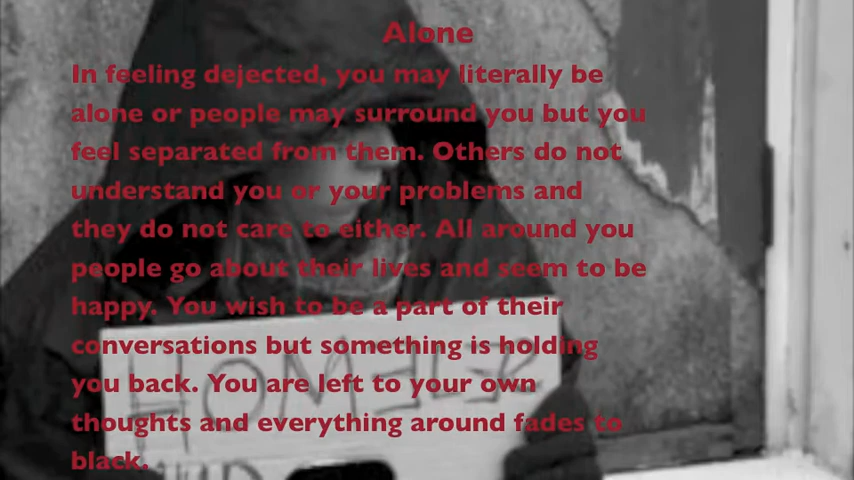 Alone
In feeling dejected, you may literally be
alone or people may surround you but you
feel separated from them. Others do not
understand you or your problems and
they do not care to either. All around you
people go about their lives and seem to be
happy. You wish to be a part of their
conversations but something is holding
you back. You are left to your own
thoughts and everything around fades to
black.
HOMELESS